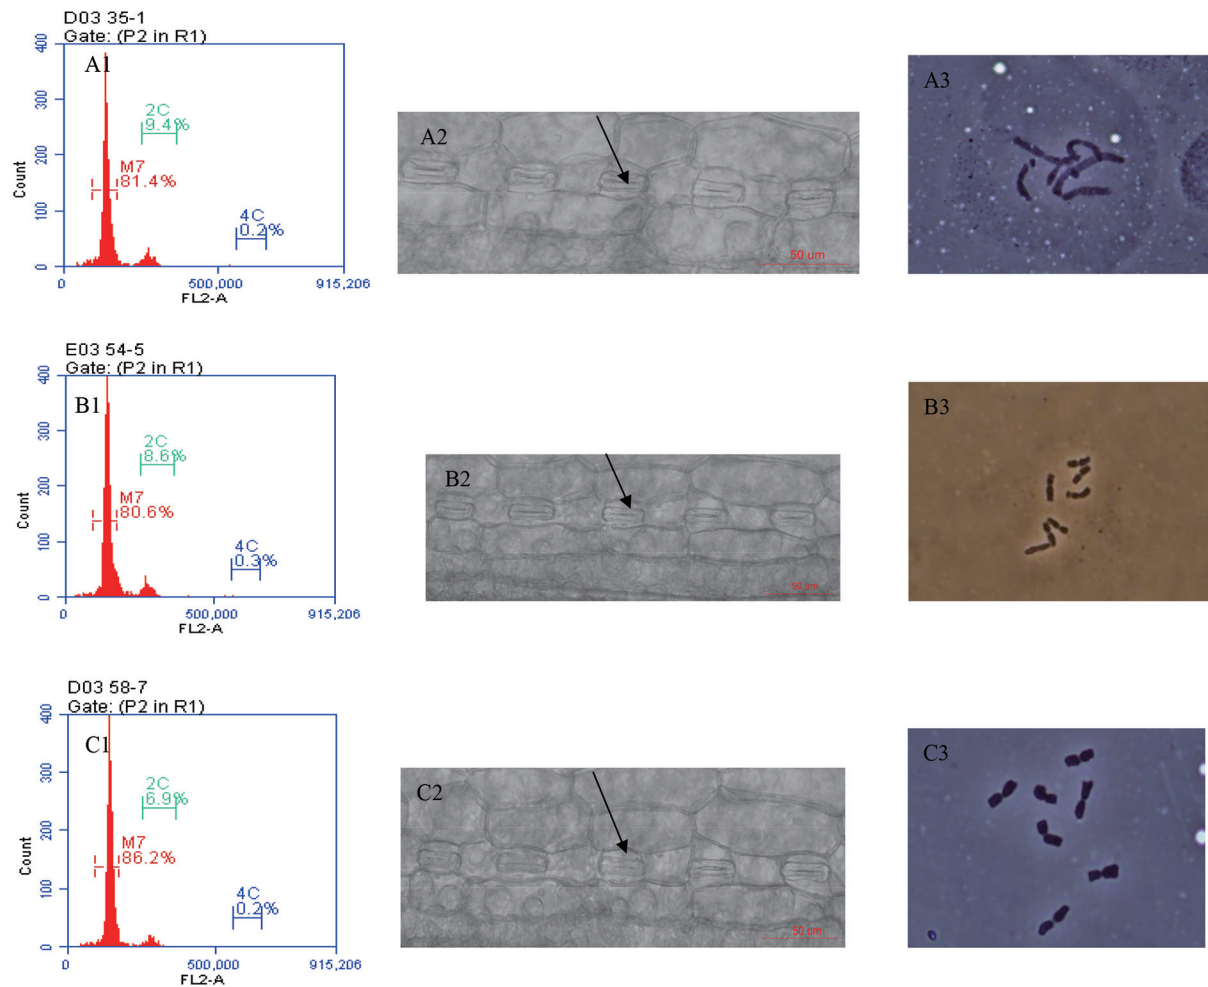 D03 35-1
Gate: (P2 in R1)
400
300
200
100
0
Count
A1
2C
9.4%
M7
81.4%
4C
0.2%
0
500,000
915,206
FL2-A
A2
50 um
A3
E03 54-5
Gate: (P2 in R1)
400
300
200
100
0
Count
B1
2C
8.6%
M7
80.6%
4C
0.3%
0
500,000
915,206
FL2-A
B2
50 um
B3
D03 58-7
Gate: (P2 in R1)
400
300
200
100
0
Count
C1
2C
6.9%
M7
86.2%
4C
0.2%
0
500,000
915,206
FL2-A
C2
50 um
C3